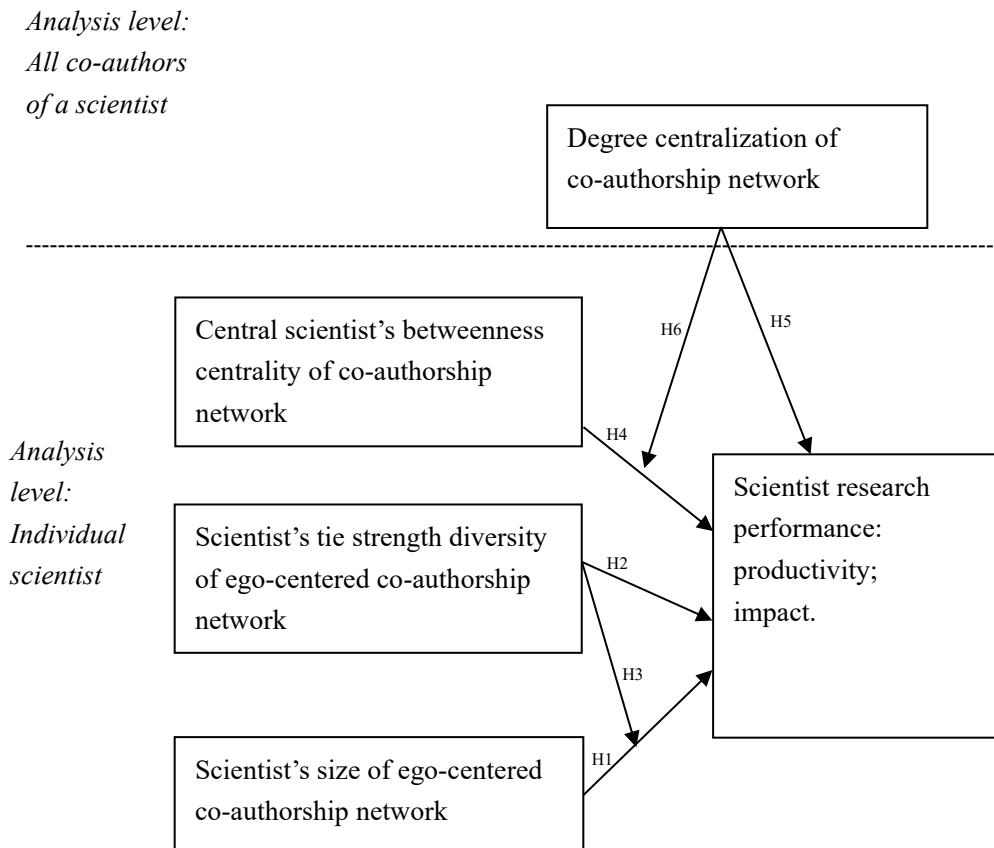 Analysis level:
All co-authors
of a scientist
Degree centralization of
co-authorship network
H6
H5
Central scientist’s betweenness
centrality of co-authorship
network
H4
Analysis
level:
Individual
scientist
Scientist research
performance:
productivity;
impact.
Scientist’s tie strength diversity
of ego-centered co-authorship
network
H2
H3
H1
Scientist’s size of ego-centered
co-authorship network